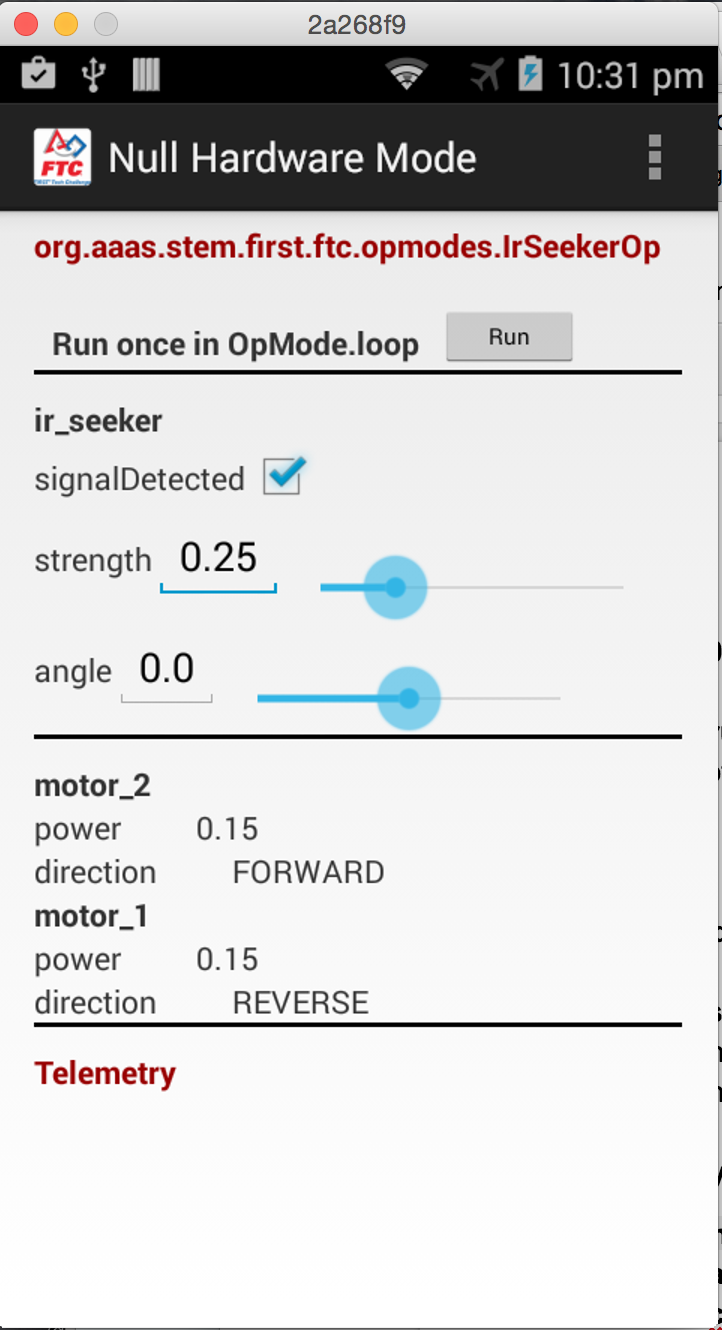 2a268f9
10:31 pm
FTC
Null Hardware Mode
org.aaas.stem.first.ftc.opmodes.IrSeekerOp
Run once in OpMode.loop Run
ir_seeker
signalDetected
strength 0.25
angle 0.0
motor_2
power 0.15
direction FORWARD
motor_1
power 0.15
direction REVERSE
Telemetry